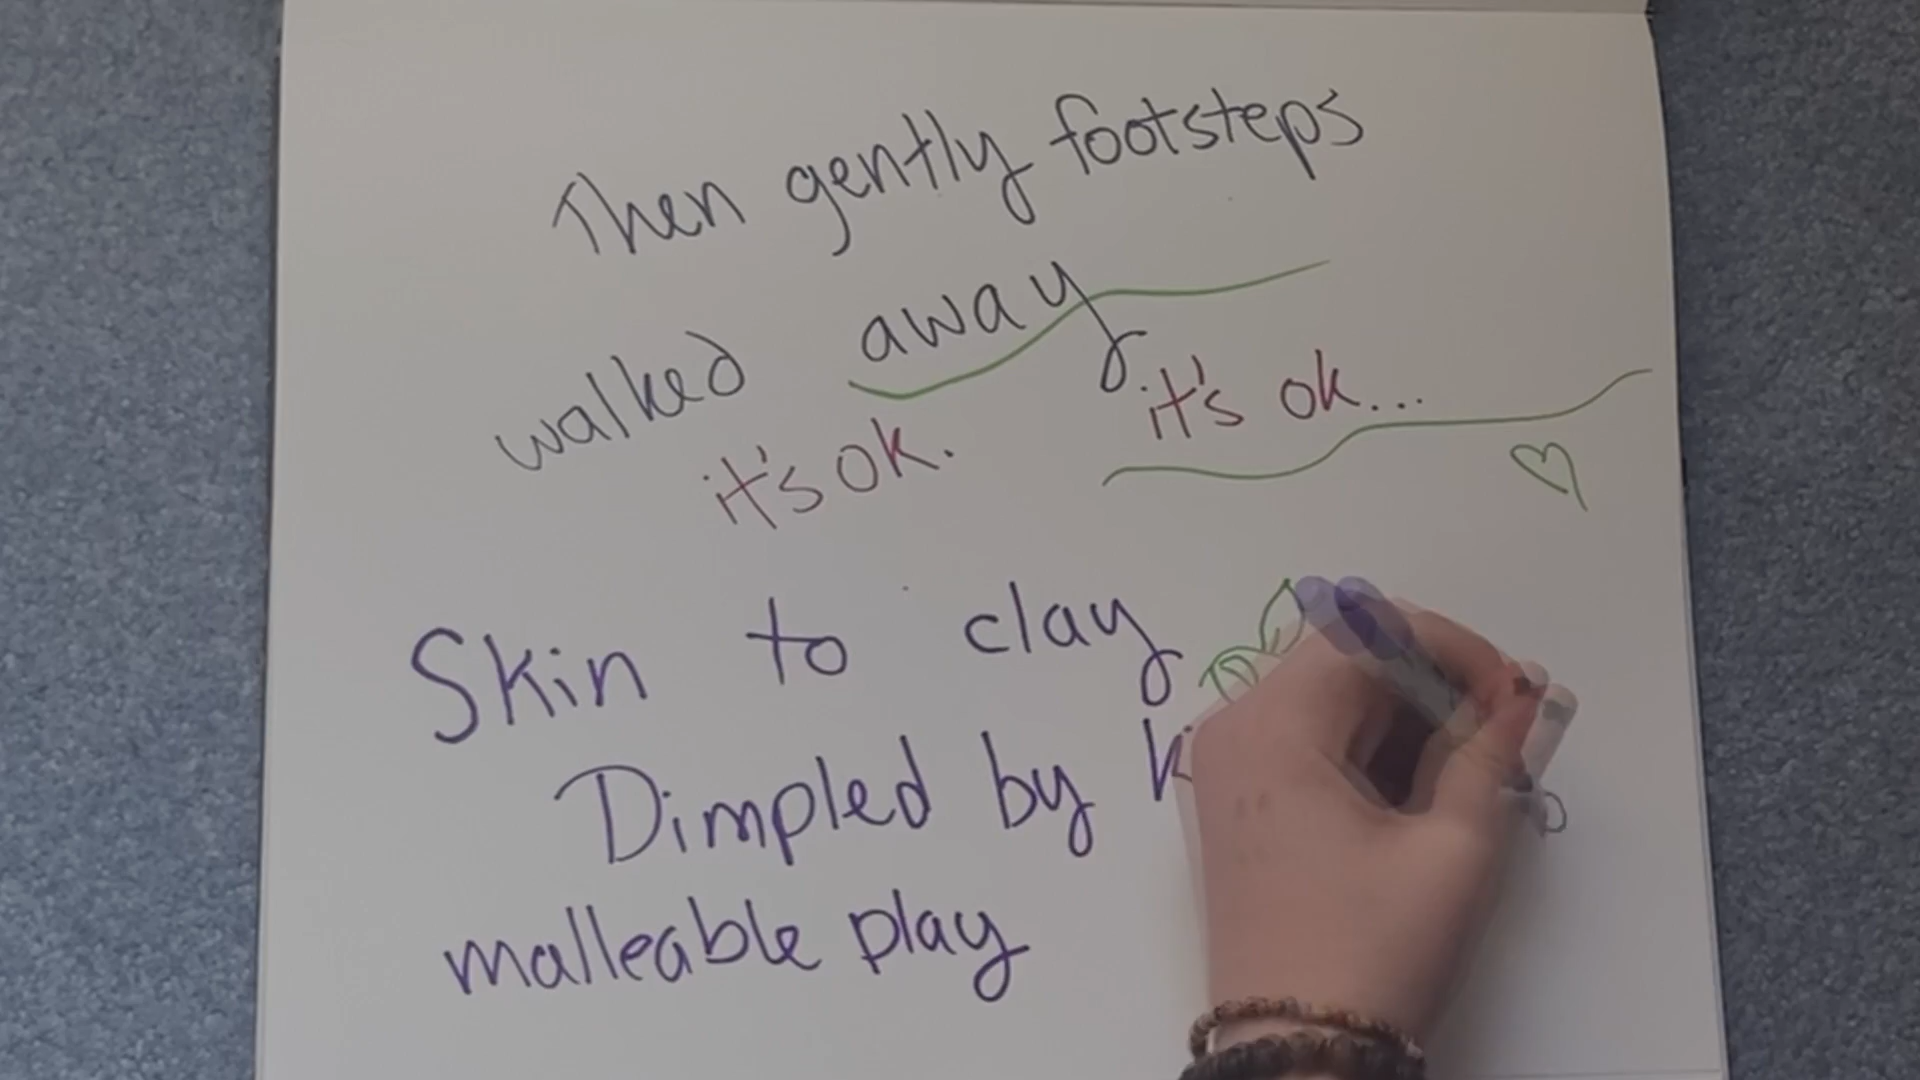 Then gently footsteps
walked away.
it's ok. it's ok...
Skin to clay
Dimpled by
malleable play